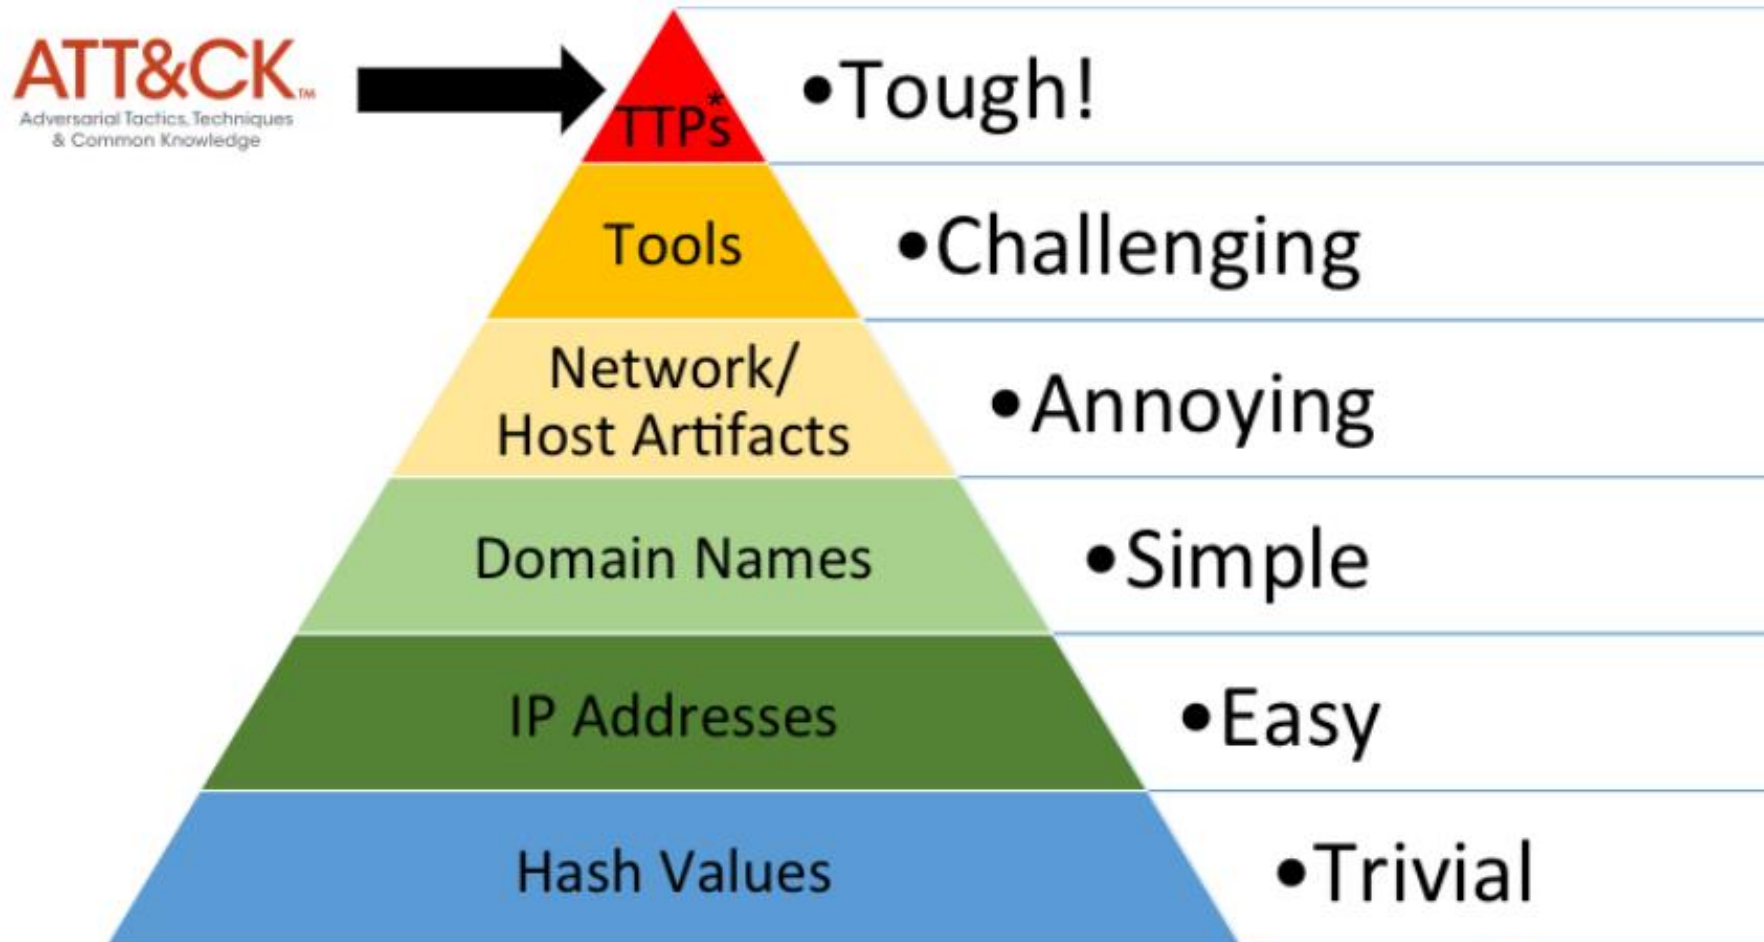 ATT&CK™
Adversarial Tactics, Techniques
& Common Knowledge
TTPs*
•Tough!
Tools
•Challenging
Network/
Host Artifacts
•Annoying
Domain Names
•Simple
IP Addresses
•Easy
Hash Values
•Trivial